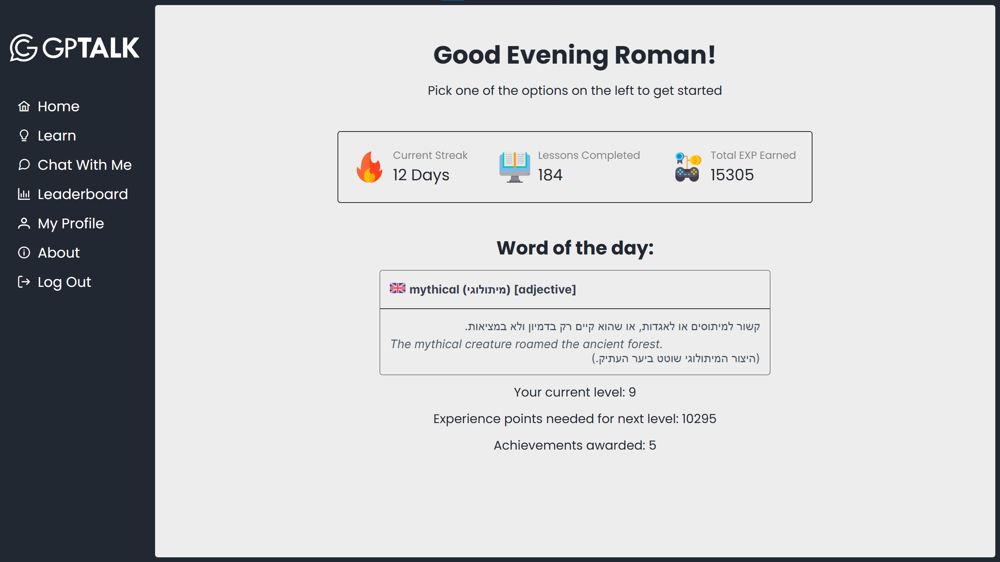 GPTALK
Home
Learn
Chat With Me
Leaderboard
My Profile
About
Log Out
Good Evening Roman!
Pick one of the options on the left to get started
Current Streak
12 Days
Lessons Completed
184
Total EXP Earned
15305
Word of the day:
mythical (מיתולוגי) [adjective]
קשור למיתוסים או לאגדות, או שהוא קיים רק בדמיון ולא במציאות.
The mythical creature roamed the ancient forest.
(היצור המיתולוגי שוטט ביער העתיק.)
Your current level: 9
Experience points needed for next level: 10295
Achievements awarded: 5